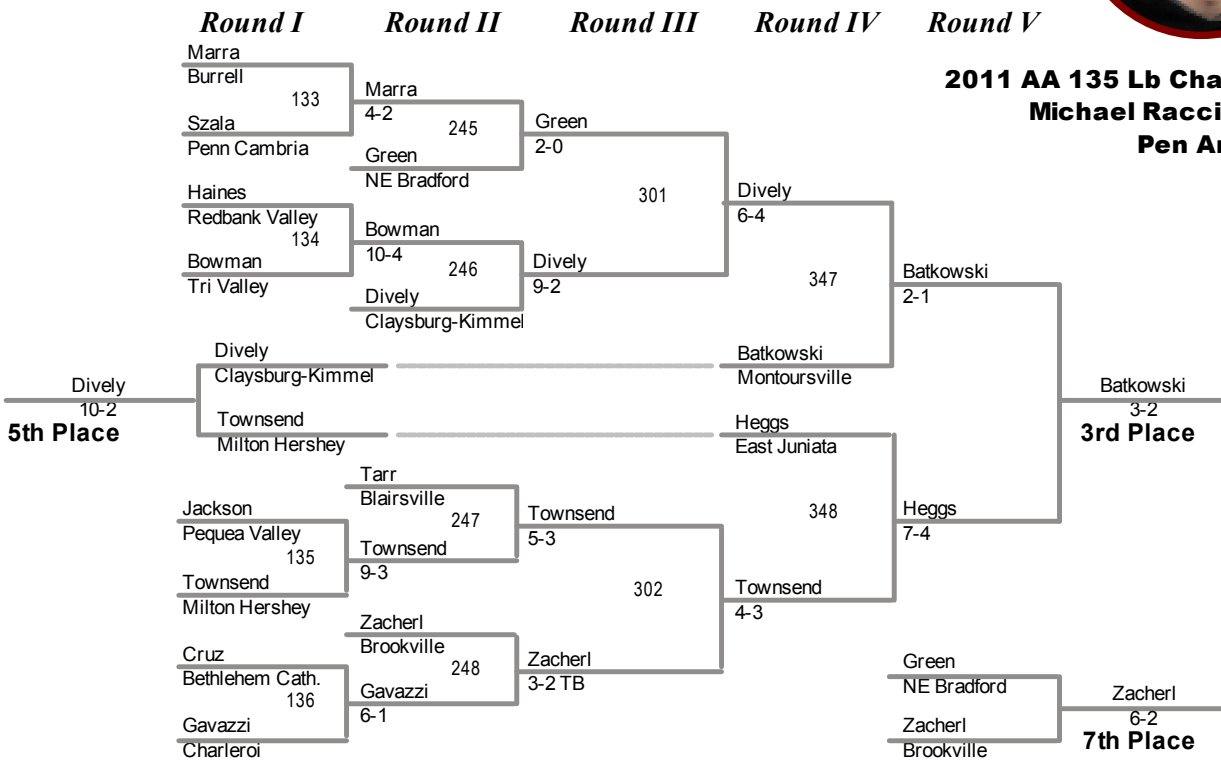 Round I Round II Round III Round IV Round V
2011 AA 135 Lb Cha
Michael Racci
Pen Ar
Marra
Burrell
133
Szala
Penn Cambria
Marra
4-2
245
Green
NE Bradford
Green
2-0
Haines
Redbank Valley
134
Bowman
Tri Valley
Bowman
10-4
246
Dively
Claysburg-Kimmel
Dively
9-2
301
Dively
6-4
347
Batkowski
Montoursville
Batkowski
2-1
Dively
Claysburg-Kimmel
Townsend
Milton Hershey
Dively
10-2
5th Place
Heggs
East Juniata
348
Heggs
7-4
Batkowski
3-2
3rd Place
Tarr
Blairsville
247
Jackson
Pequea Valley
135
Townsend
Milton Hershey
Townsend
9-3
Townsend
5-3
302
Townsend
4-3
Zacherl
Brookville
248
Cruz
Bethlehem Cath.
136
Gavazzi
Charleroi
Gavazzi
6-1
Zacherl
3-2 TB
Green
NE Bradford
Zacherl
Brookville
Zacherl
6-2
7th Place